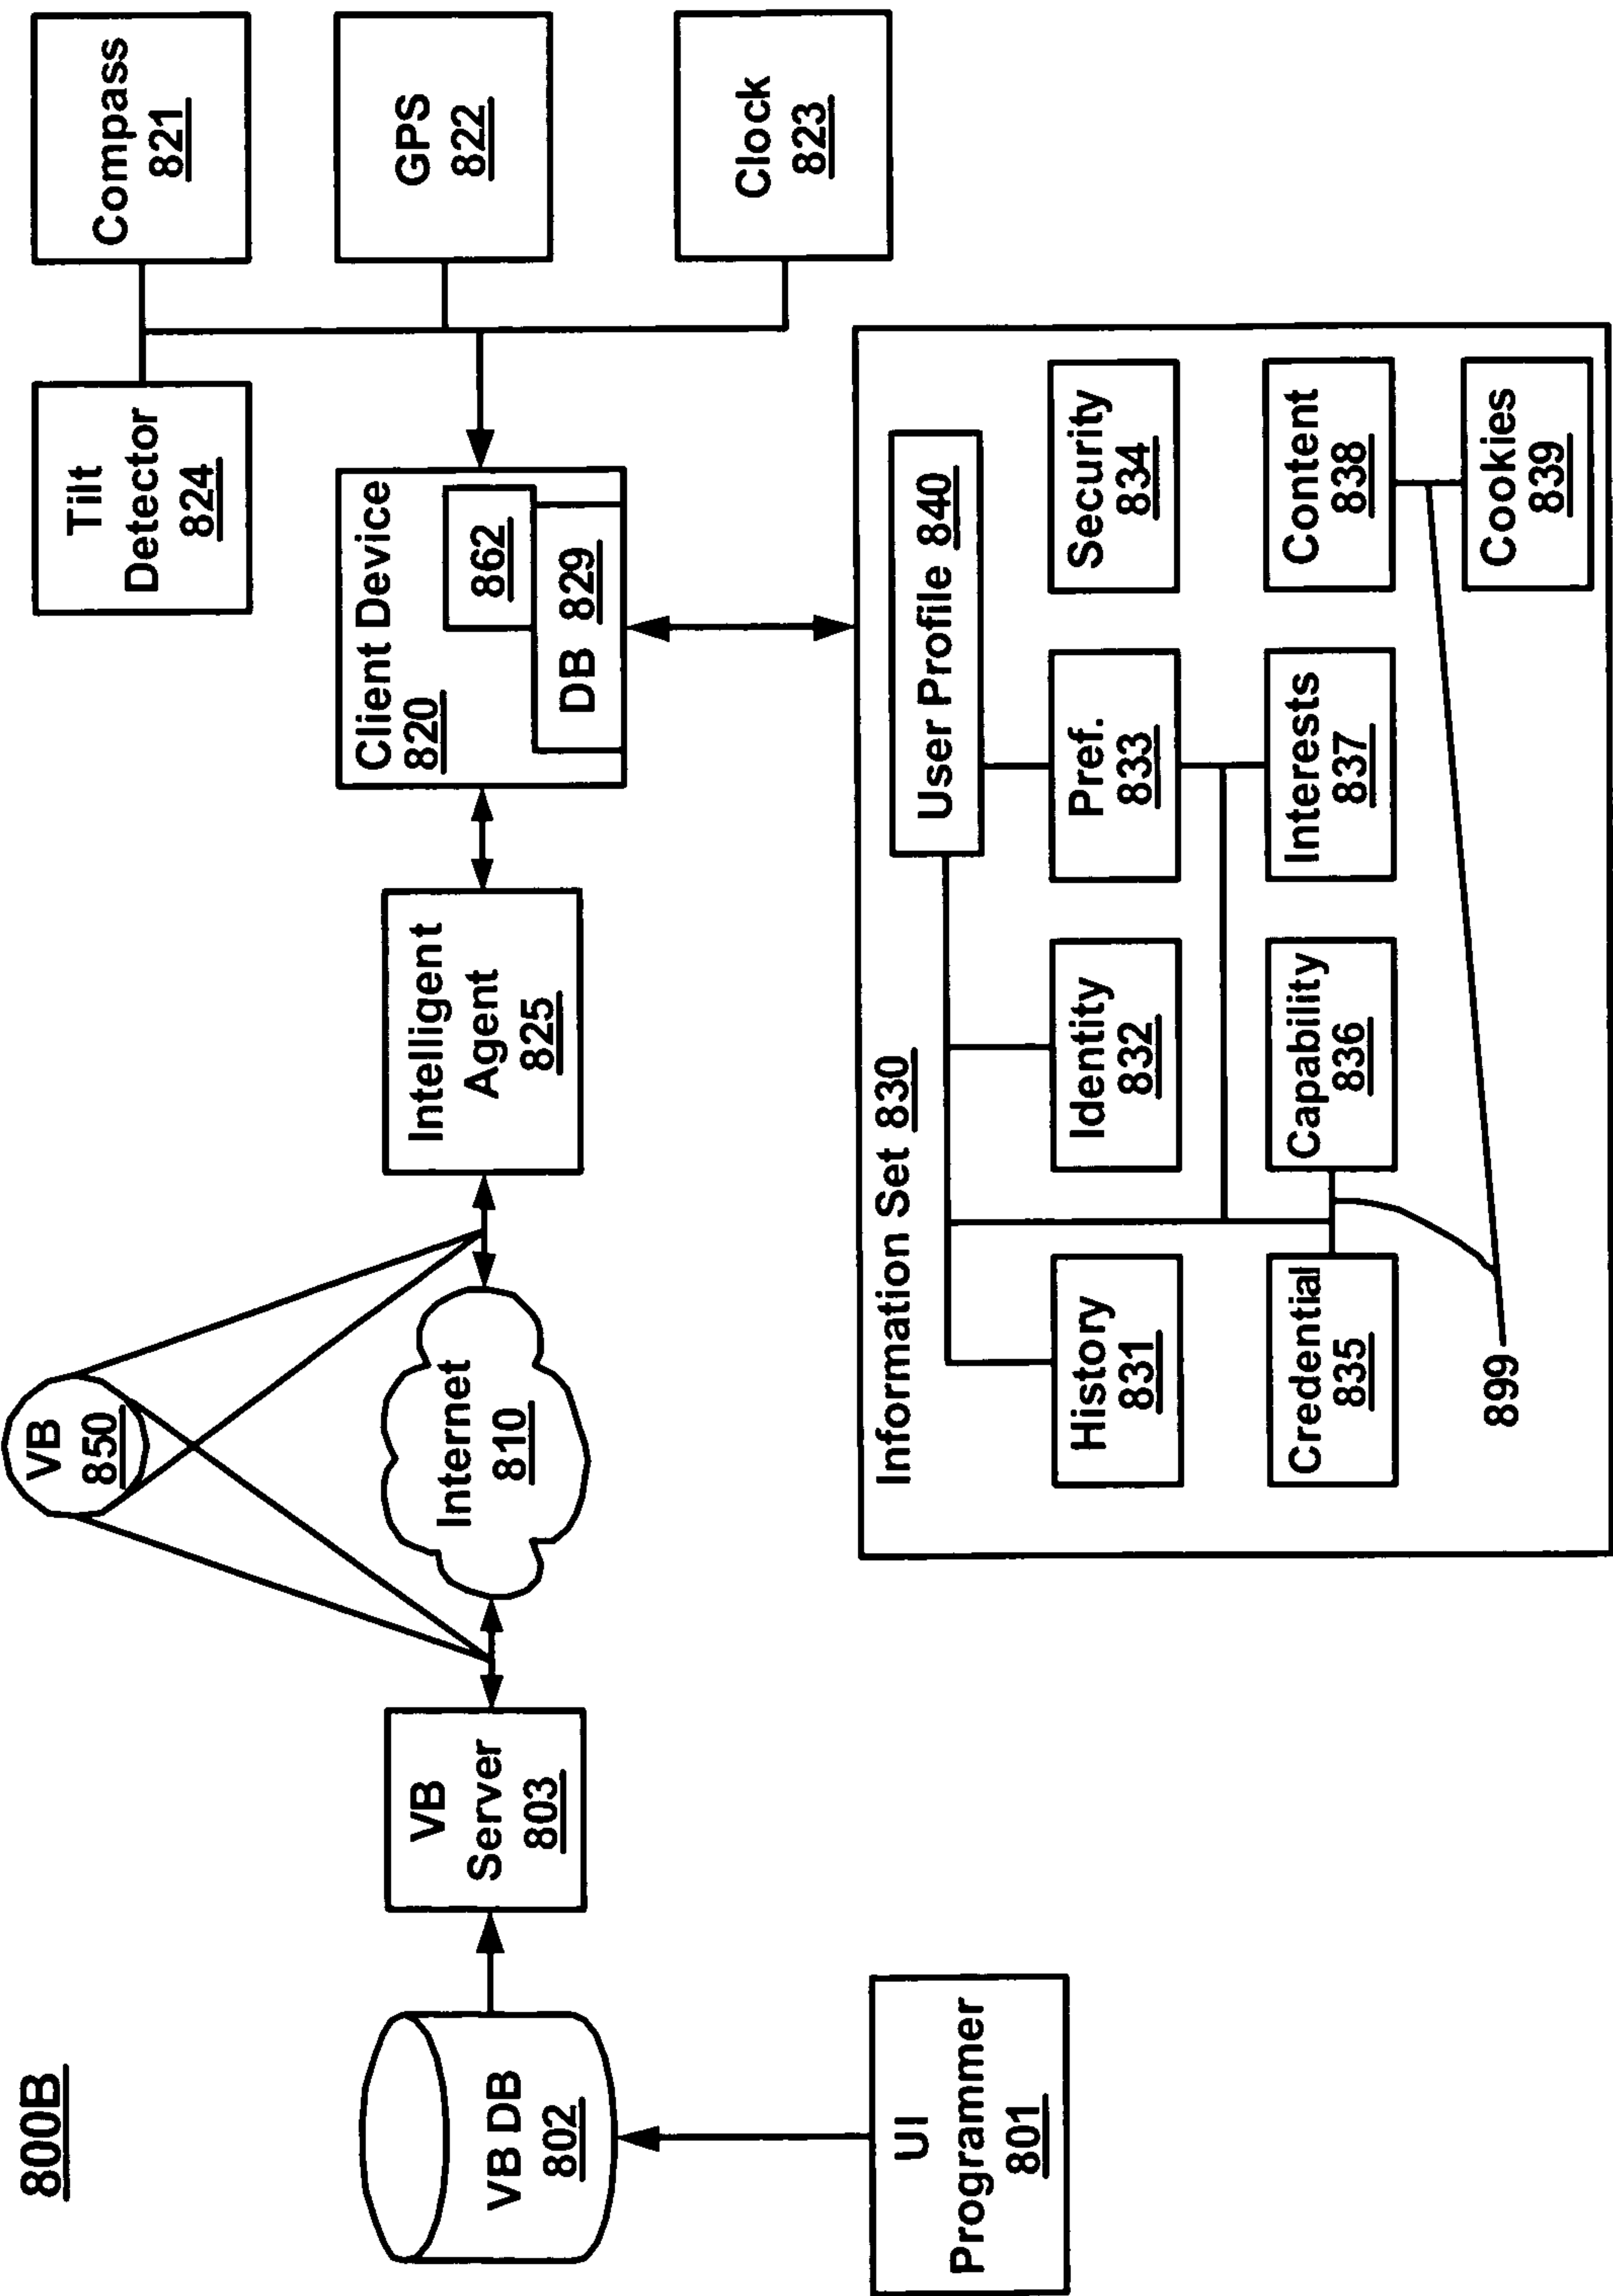 800B
VB
850
Tilt
Detector
824
Compass
821
VB DB
802
VB
Server
803
Internet
810
Intelligent
Agent
825
Client Device
820
862
DB 829
GPS
822
Clock
823
UI
Programmer
801
Information Set 830
User Profile 840
History
831
Identity
832
Pref.
833
Security
834
Credential
835
Capability
836
Interests
837
Content
838
899
Cookies
839